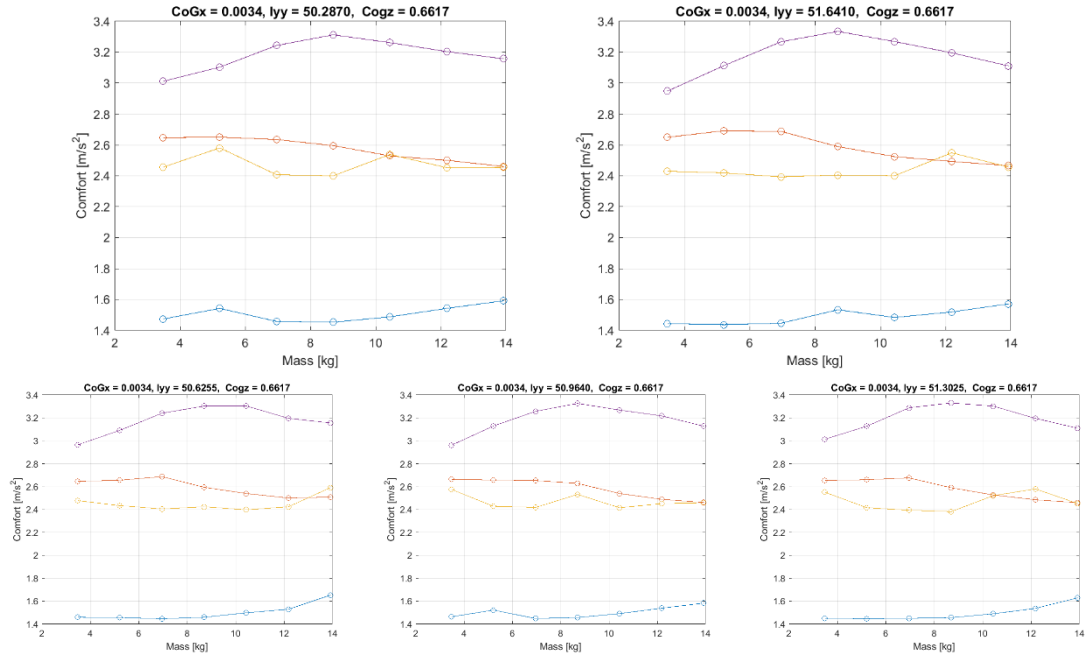 CoGx = 0.0034, Iyy = 50.2870,  Cogz = 0.6617
3.4
3.2
3
2.8
2.6
2.4
2.2
2
1.8
1.6
1.4
Comfort [m/s²]
2 4 6 8 10 12 14
Mass [kg]
CoGx = 0.0034, Iyy = 51.6410,  Cogz = 0.6617
3.4
3.2
3
2.8
2.6
2.4
2.2
2
1.8
1.6
1.4
Comfort [m/s²]
2 4 6 8 10 12 14
Mass [kg]
CoGx = 0.0034, Iyy = 50.6255,  Cogz = 0.6617
3.4
3.2
3
2.8
2.6
2.4
2.2
2
1.8
1.6
1.4
Comfort [m/s²]
2 4 6 8 10 12 14
Mass [kg]
CoGx = 0.0034, Iyy = 50.9640,  Cogz = 0.6617
3.4
3.2
3
2.8
2.6
2.4
2.2
2
1.8
1.6
1.4
Comfort [m/s²]
2 4 6 8 10 12 14
Mass [kg]
CoGx = 0.0034, Iyy = 51.3025,  Cogz = 0.6617
3.4
3.2
3
2.8
2.6
2.4
2.2
2
1.8
1.6
1.4
Comfort [m/s²]
2 4 6 8 10 12 14
Mass [kg]